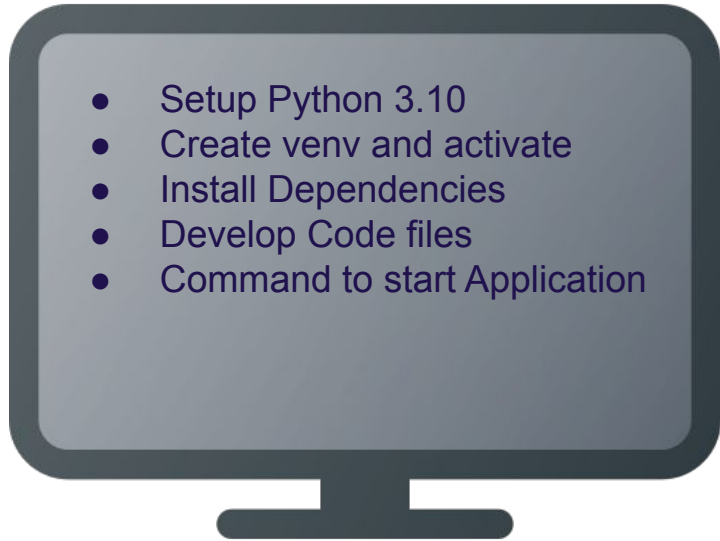 ● Setup Python 3.10
● Create venv and activate
● Install Dependencies
● Develop Code files
● Command to start Application